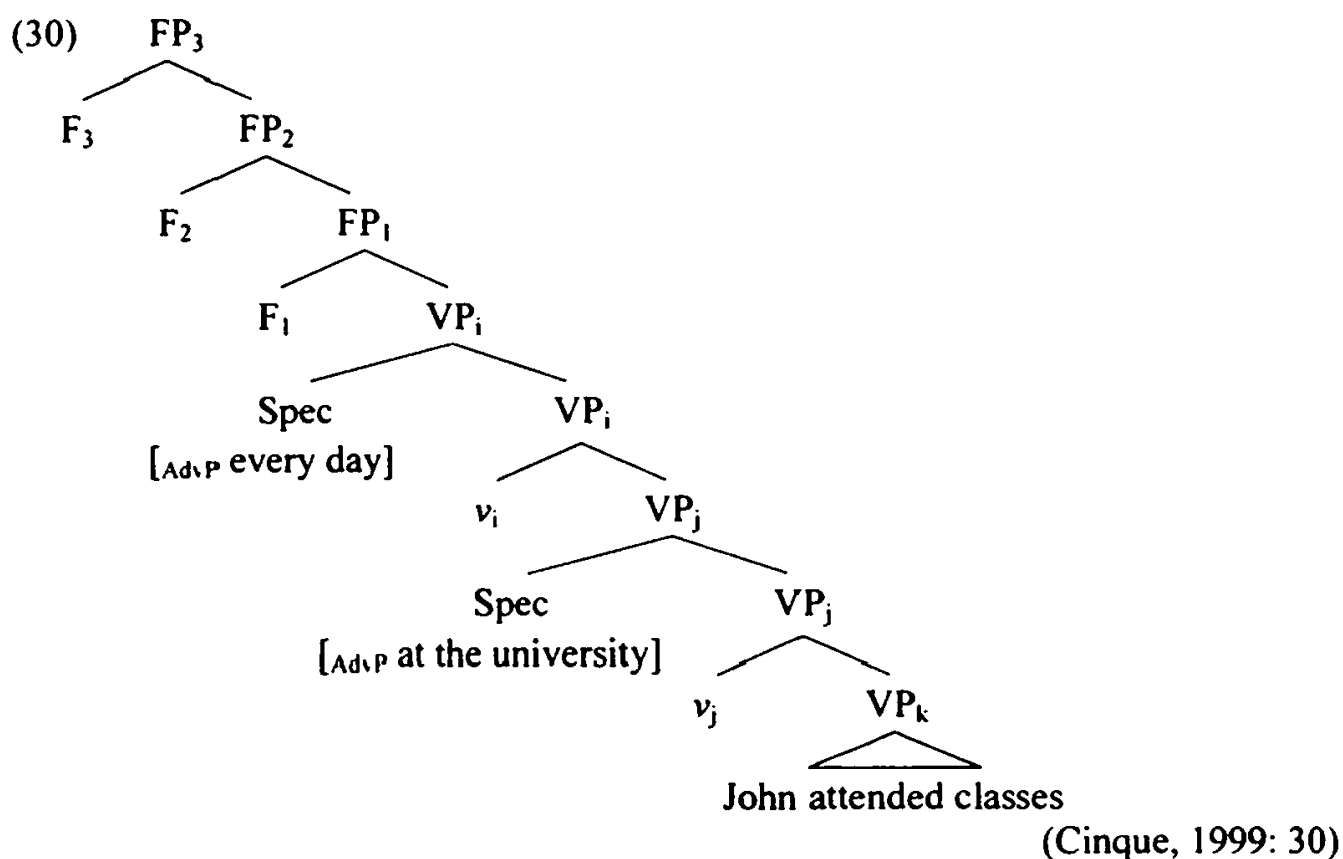 (30) FP₃
F₃ FP₂
F₂ FP₁
F₁ VPᵢ
Spec VPᵢ
[AdvP every day]
vᵢ VPⱼ
Spec VPⱼ
[AdvP at the university]
vⱼ VPₖ
John attended classes
(Cinque, 1999: 30)